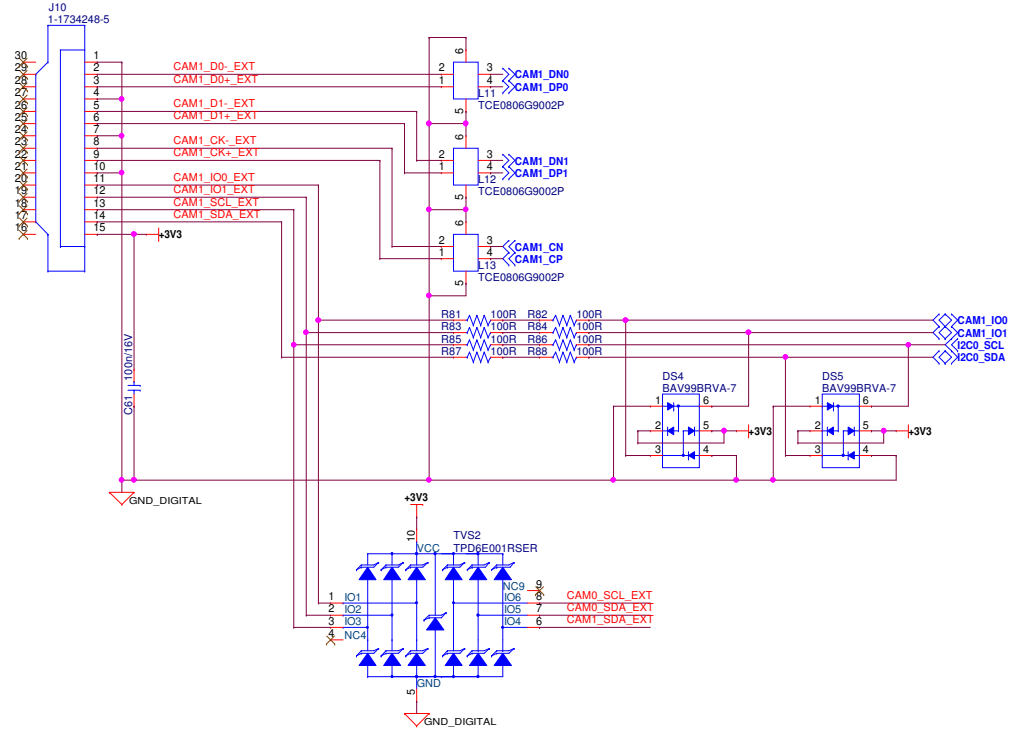 J10
1-1734248-5
30
29
28
27
26
25
24
23
22
21
20
19
18
17
16
1
2
3
4
5
6
7
8
9
10
11
12
13
14
15
CAM1_D0-_EXT
CAM1_D0+_EXT
CAM1_D1-_EXT
CAM1_D1+_EXT
CAM1_CK-_EXT
CAM1_CK+_EXT
CAM1_IO0_EXT
CAM1_IO1_EXT
CAM1_SCL_EXT
CAM1_SDA_EXT
+3V3
6
2 3 CAM1_DN0
1 4 CAM1_DP0
L11
TCE0806G9002P
5
6
2 3 CAM1_DN1
1 4 CAM1_DP1
L12
TCE0806G9002P
5
6
2 3 CAM1_CN
1 4 CAM1_CP
L13
TCE0806G9002P
5
R81 100R R82 100R CAM1_IO0
R83 100R R84 100R CAM1_IO1
R85 100R R86 100R I2C0_SCL
R87 100R R88 100R I2C0_SDA
C61 100n/16V
DS4
BAV99BRVA-7
1 6
2 5 +3V3
3 4
DS5
BAV99BRVA-7
1 6
2 5 +3V3
3 4
GND_DIGITAL
+3V3
10
VCC
TVS2
TPD6E001RSER
NC9 9
1 IO1 IO6 8 CAM0_SCL_EXT
2 IO2 IO5 7 CAM0_SDA_EXT
3 IO3 IO4 6 CAM1_SDA_EXT
4 NC4
GND
5
GND_DIGITAL